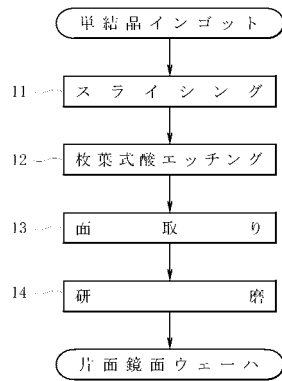 単結晶インゴット
11 スライシング
12 枚葉式酸エッチング
13 面取り
14 研磨
片面鏡面ウェーハ